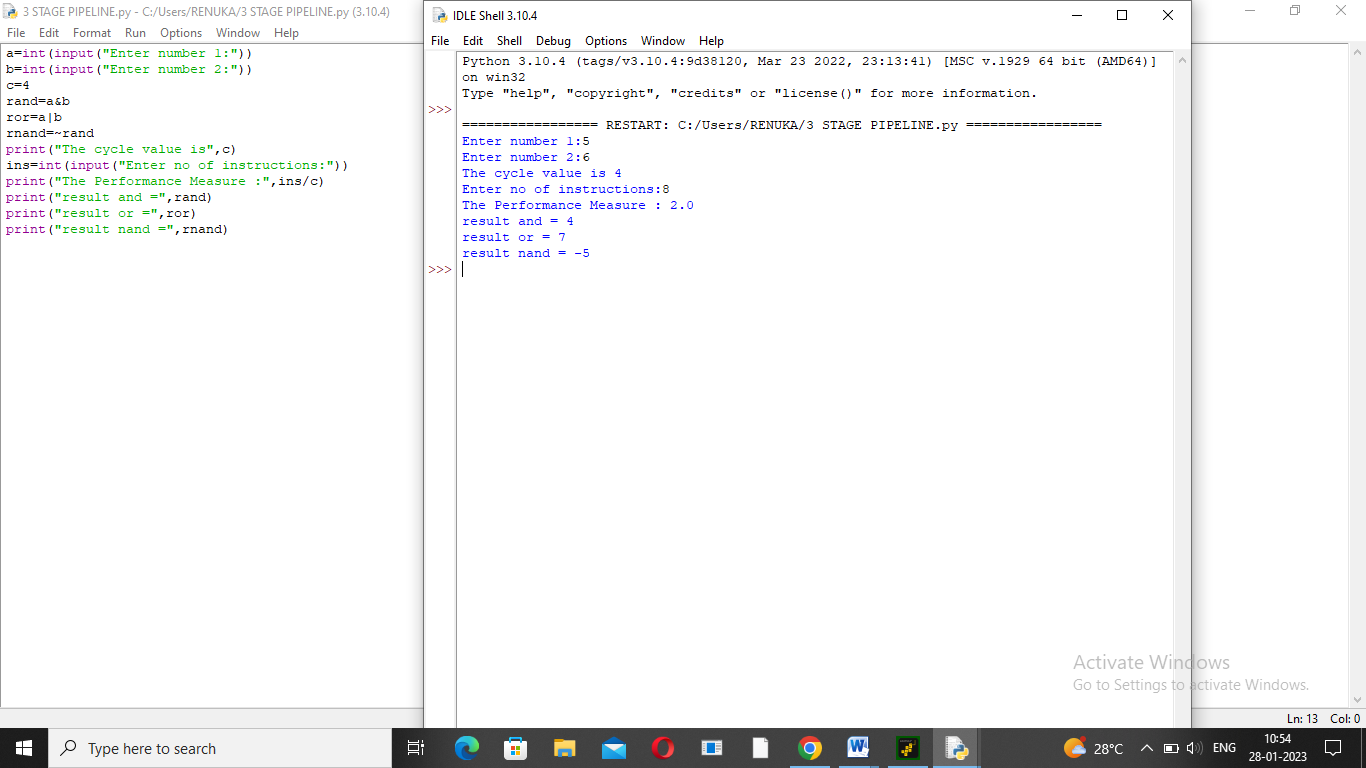 3 STAGE PIPELINE.py - C:/Users/RENUKA/3 STAGE PIPELINE.py (3.10.4)
File Edit Format Run Options Window Help
a=int(input("Enter number 1:"))
b=int(input("Enter number 2:"))
c=4
rand=a&b
ror=a|b
rnand=~rand
print("The cycle value is",c)
ins=int(input("Enter no of instructions:"))
print("The Performance Measure :",ins/c)
print("result and =",rand)
print("result or =",ror)
print("result nand =",rnand)
IDLE Shell 3.10.4
File Edit Shell Debug Options Window Help
Python 3.10.4 (tags/v3.10.4:9d38120, Mar 23 2022, 23:13:41) [MSC v.1929 64 bit (AMD64)]
on win32
Type "help", "copyright", "credits" or "license()" for more information.
>>>
================= RESTART: C:/Users/RENUKA/3 STAGE PIPELINE.py =================
Enter number 1:5
Enter number 2:6
The cycle value is 4
Enter no of instructions:8
The Performance Measure : 2.0
result and = 4
result or = 7
result nand = -5
>>>
Activate Windows
Go to Settings to activate Windows.
Ln: 13 Col: 0
Type here to search
28°C ENG
10:54
28-01-2023